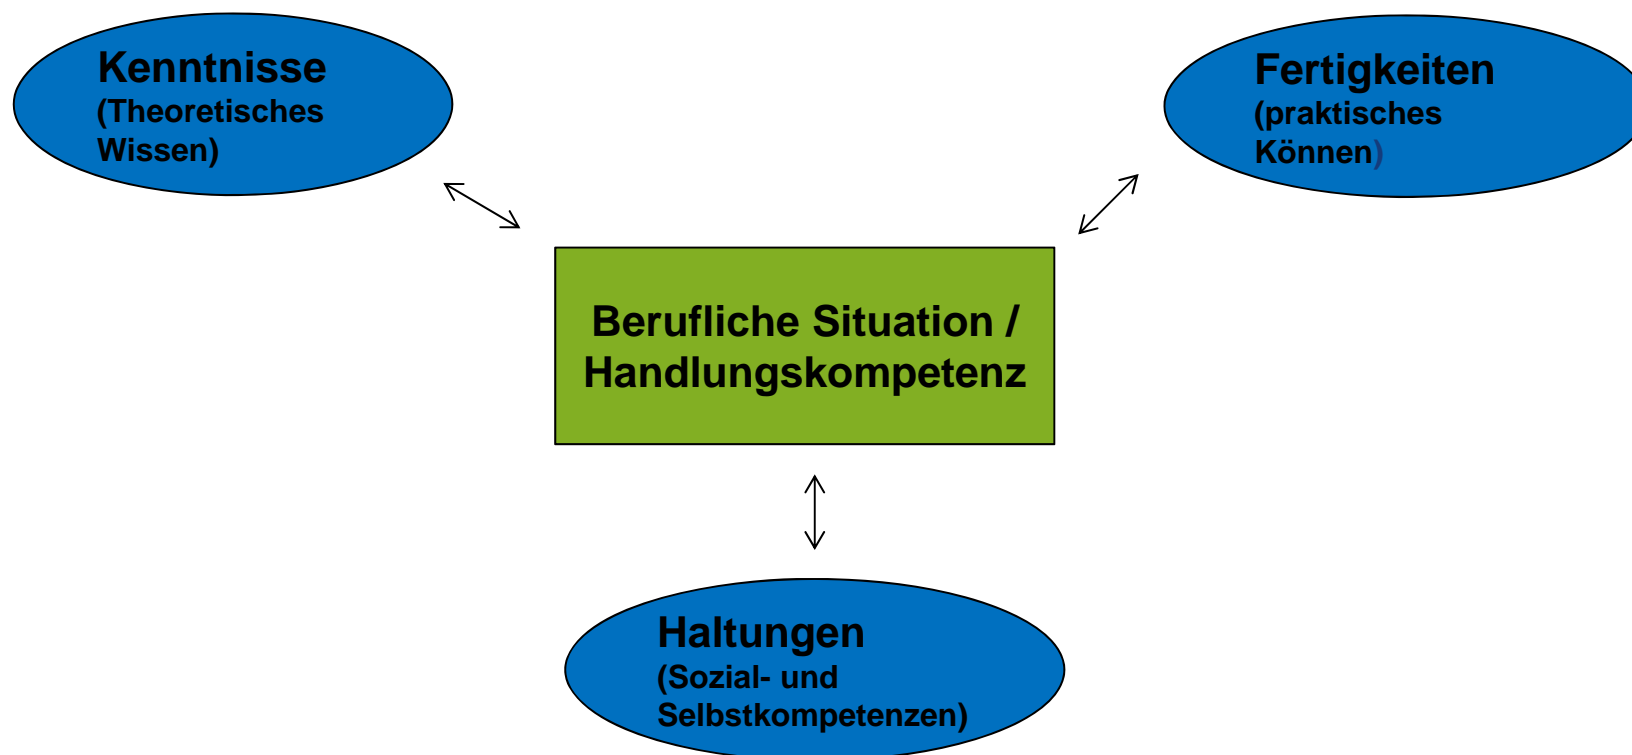 Kenntnisse
(Theoretisches
Wissen)
Fertigkeiten
(praktisches
Können)
Berufliche Situation /
Handlungskompetenz
Haltungen
(Sozial- und
Selbstkompetenzen)